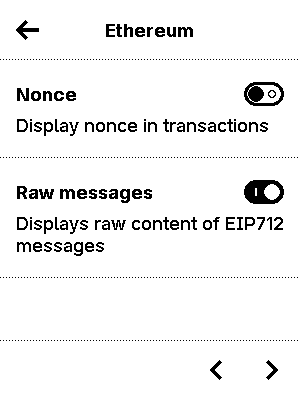 Ethereum
Nonce
Display nonce in transactions
Raw messages
Displays raw content of EIP712
messages